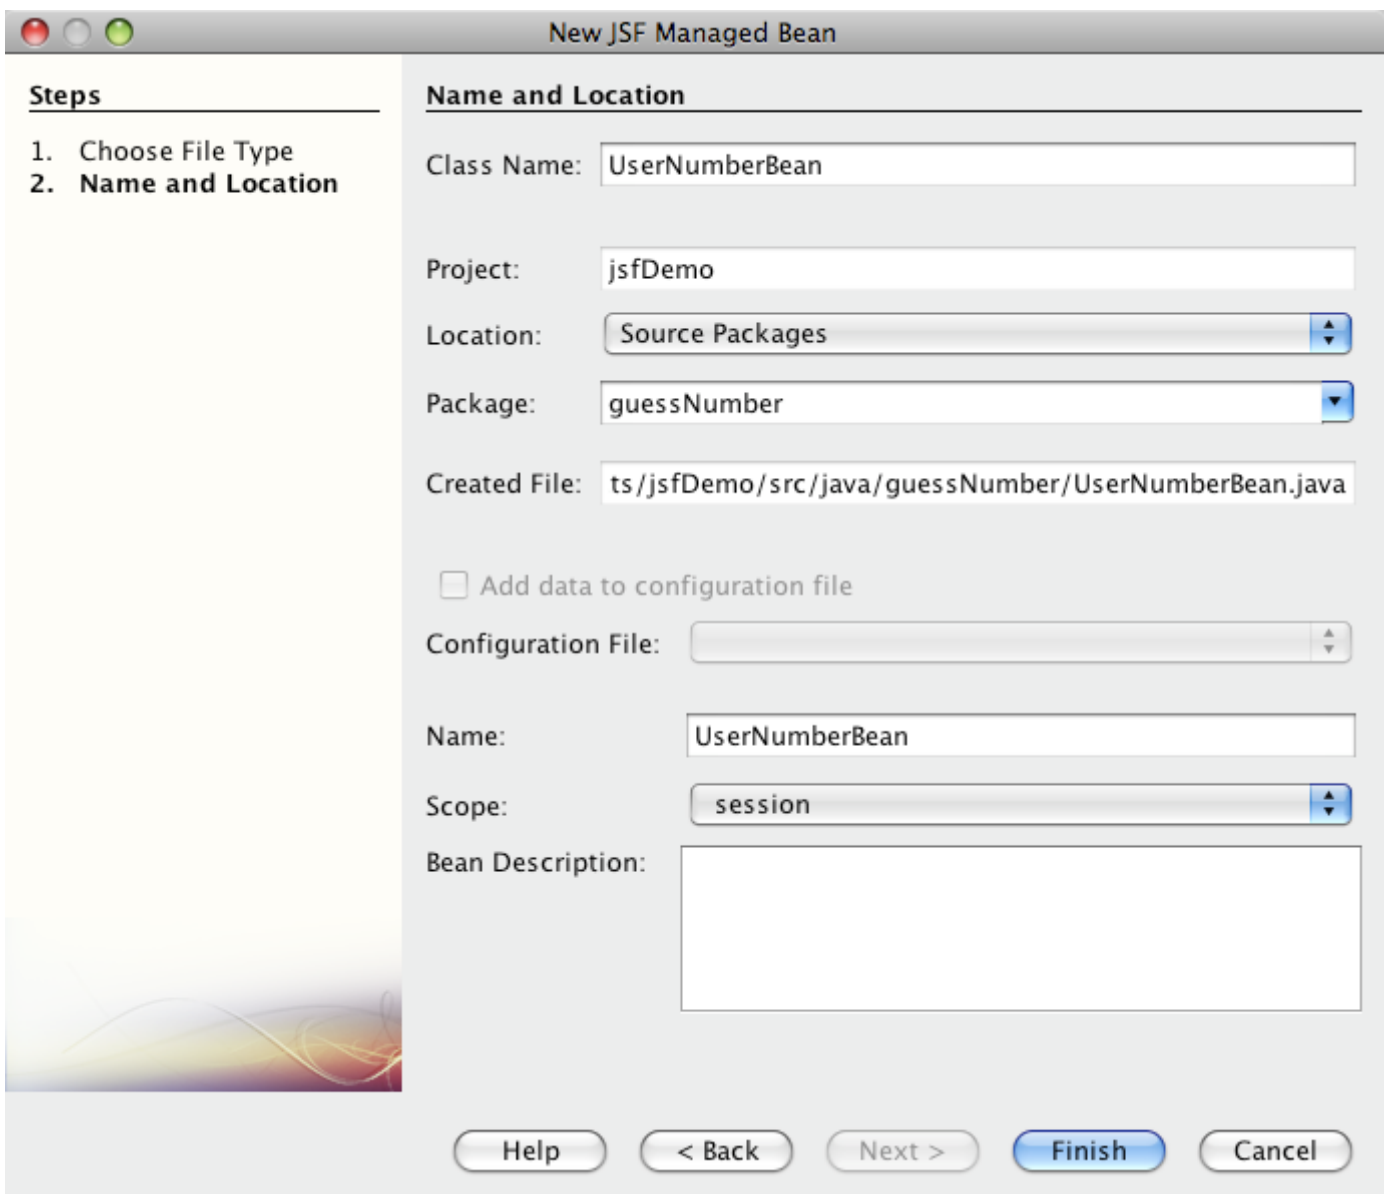 New JSF Managed Bean
Steps
1. Choose File Type
2. Name and Location
Name and Location
Class Name: UserNumberBean
Project: jsfDemo
Location: Source Packages
Package: guessNumber
Created File: ts/jsfDemo/src/java/guessNumber/UserNumberBean.java
Add data to configuration file
Configuration File:
Name: UserNumberBean
Scope: session
Bean Description:
Help < Back Next > Finish Cancel